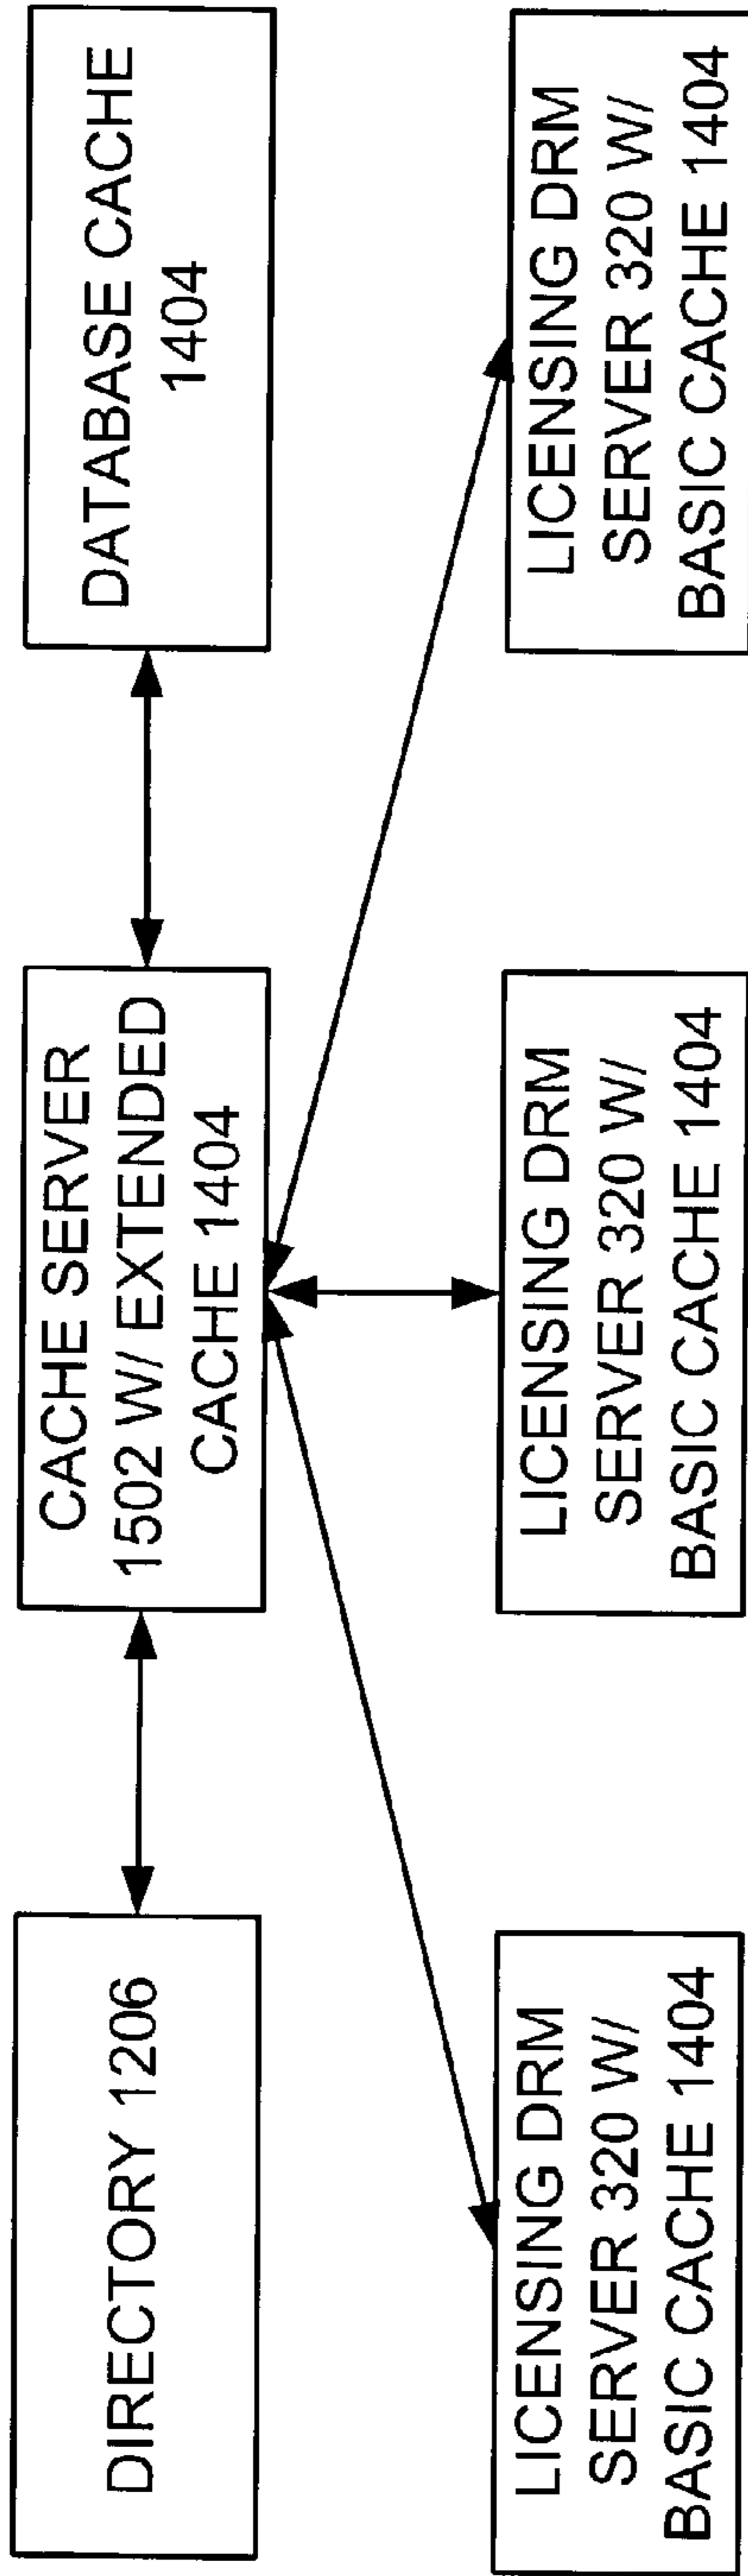 DIRECTORY 1206
CACHE SERVER
1502 W/ EXTENDED
CACHE 1404
DATABASE CACHE
1404
LICENSING DRM
SERVER 320 W/
BASIC CACHE 1404
LICENSING DRM
SERVER 320 W/
BASIC CACHE 1404
LICENSING DRM
SERVER 320 W/
BASIC CACHE 1404